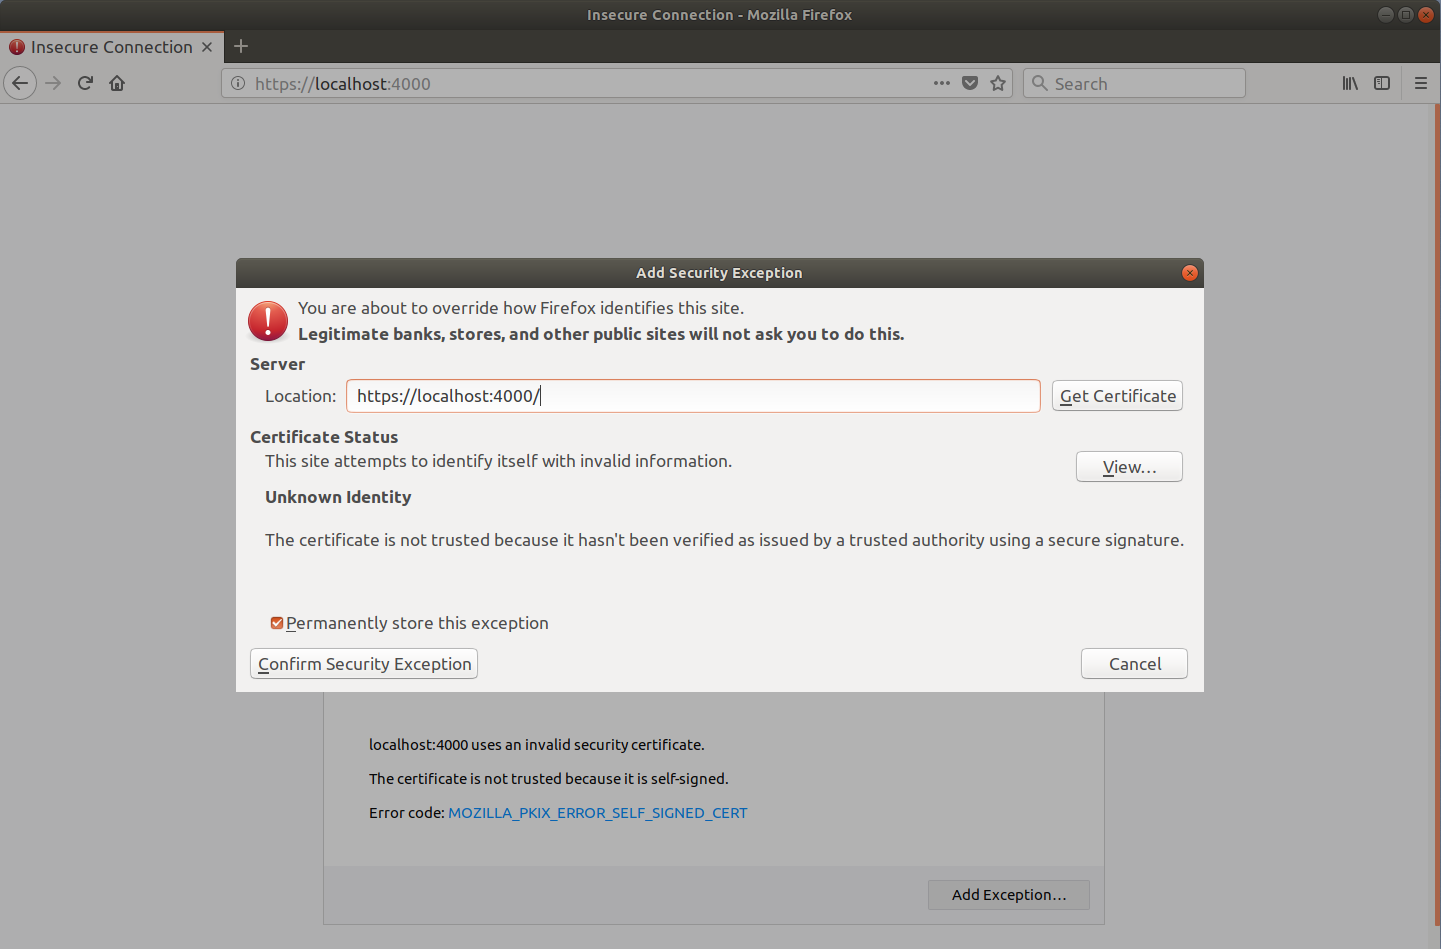 Insecure Connection - Mozilla Firefox
Insecure Connection
https://localhost:4000
Search
Add Security Exception
You are about to override how Firefox identifies this site.
Legitimate banks, stores, and other public sites will not ask you to do this.
Server
Location: https://localhost:4000/ Get Certificate
Certificate Status
This site attempts to identify itself with invalid information.
View...
Unknown Identity
The certificate is not trusted because it hasn't been verified as issued by a trusted authority using a secure signature.
Permanently store this exception
Confirm Security Exception Cancel
localhost:4000 uses an invalid security certificate.
The certificate is not trusted because it is self-signed.
Error code: MOZILLA_PKIX_ERROR_SELF_SIGNED_CERT
Add Exception...